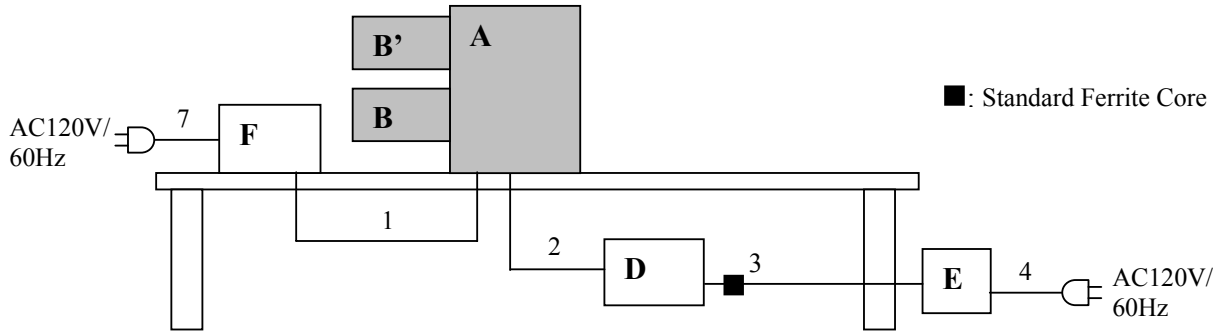 B’
A
■: Standard Ferrite Core
7
AC120V/
60Hz
F
B
1
2
D
3
E
4
AC120V/
60Hz